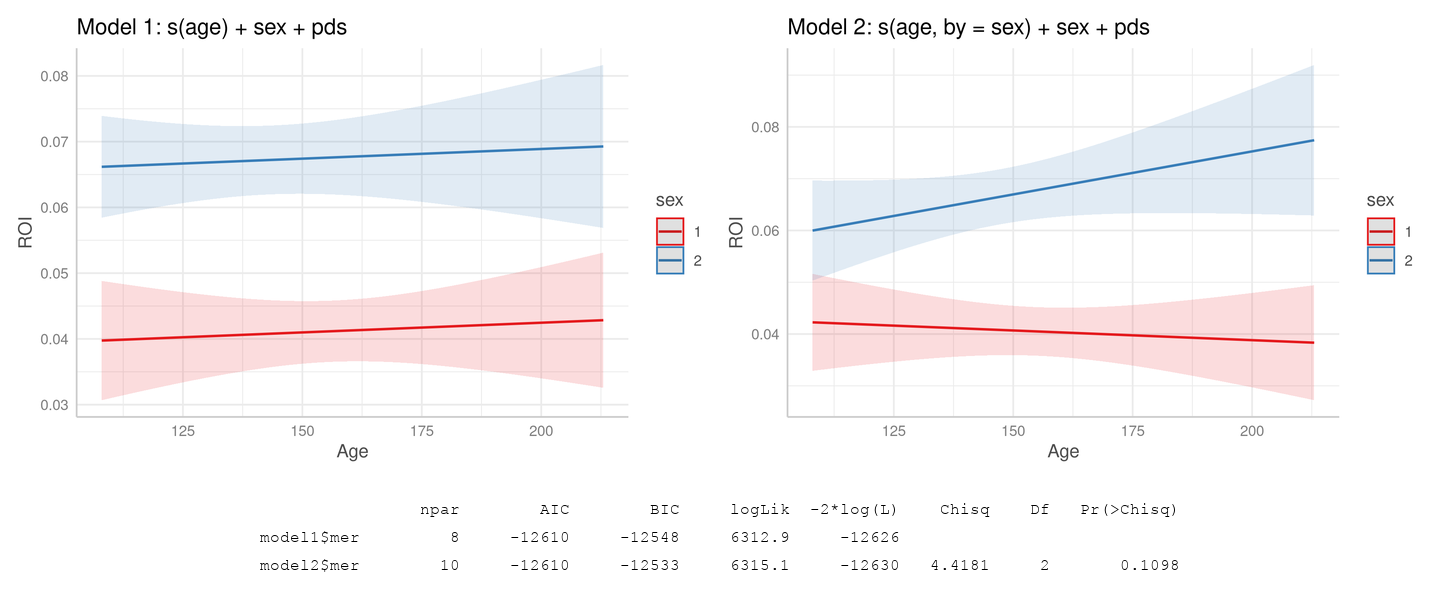 Model 1: s(age) + sex + pds
0.08
0.07
0.06
0.05
0.04
0.03
ROI
125 150 175 200
Age
sex
1
2
Model 2: s(age, by = sex) + sex + pds
0.08
0.06
0.04
ROI
125 150 175 200
Age
sex
1
2
npar AIC BIC logLik -2*log(L) Chisq Df Pr(>Chisq)
model1$mer 8 -12610 -12548 6312.9 -12626
model2$mer 10 -12610 -12533 6315.1 -12630 4.4181 2 0.1098